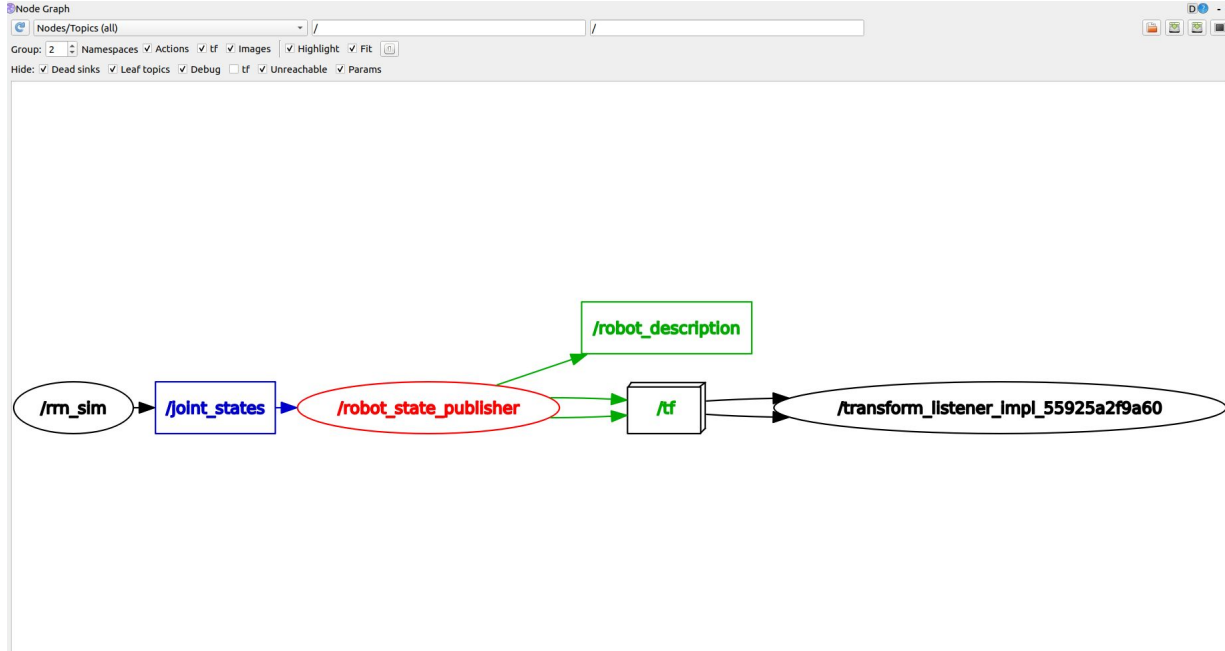 Node Graph D ? -
Nodes/Topics (all) / /
Group: 2 Namespaces Actions tf Images Highlight Fit
Hide: Dead sinks Leaf topics Debug tf Unreachable Params
/robot_description
/rrn_sim /joint_states /robot_state_publisher /tf /transform_listener_impl_55925a2f9a60